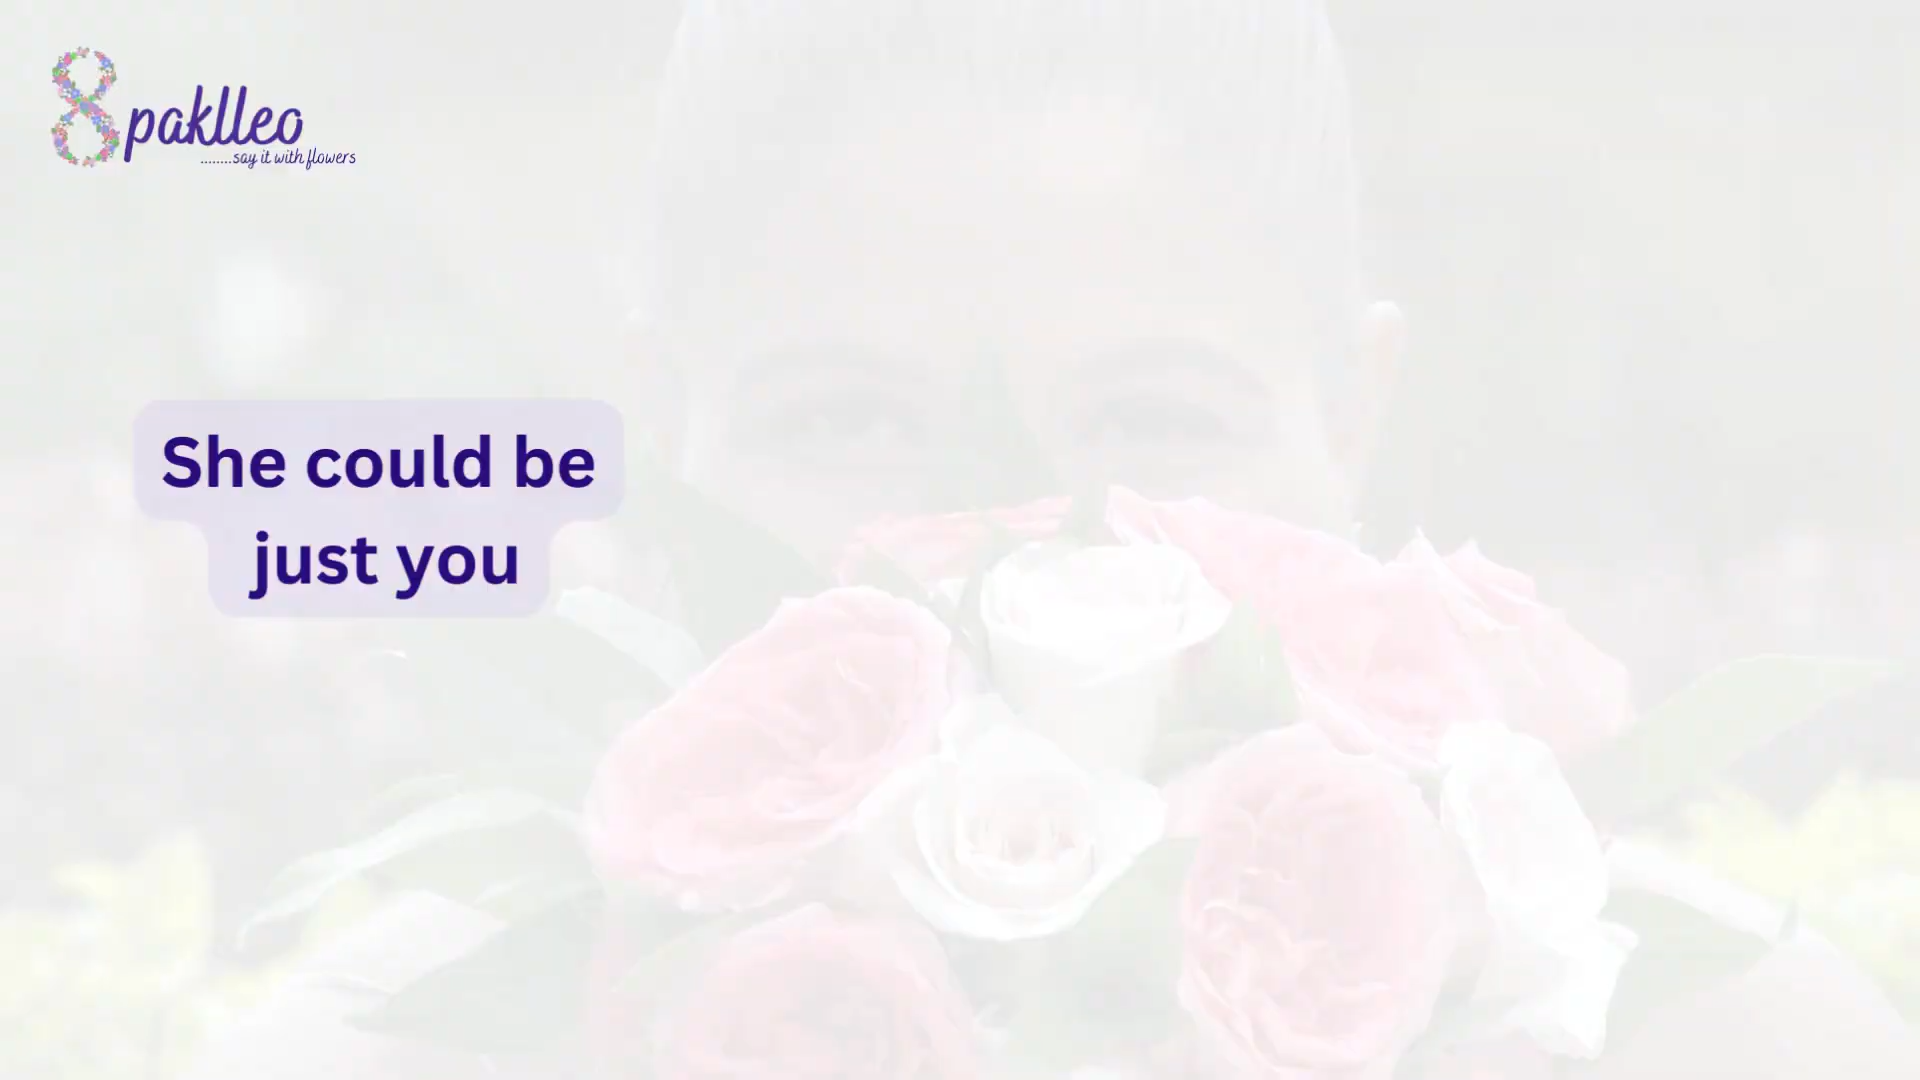 8paklleo
........say it with flowers
She could be
just you